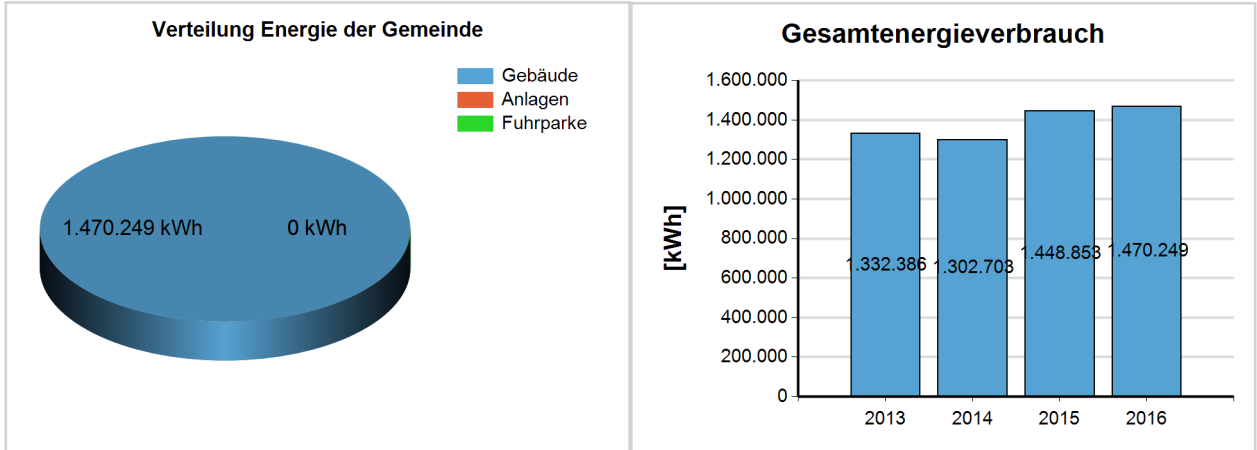 Verteilung Energie der Gemeinde
Gebäude
Anlagen
Fuhrparke
1.470.249 kWh 0 kWh
Gesamtenergieverbrauch
[kWh]
1.600.000
1.400.000
1.200.000
1.000.000
800.000
600.000
400.000
200.000
0
1.332.386 1.302.703 1.448.853 1.470.249
2013 2014 2015 2016